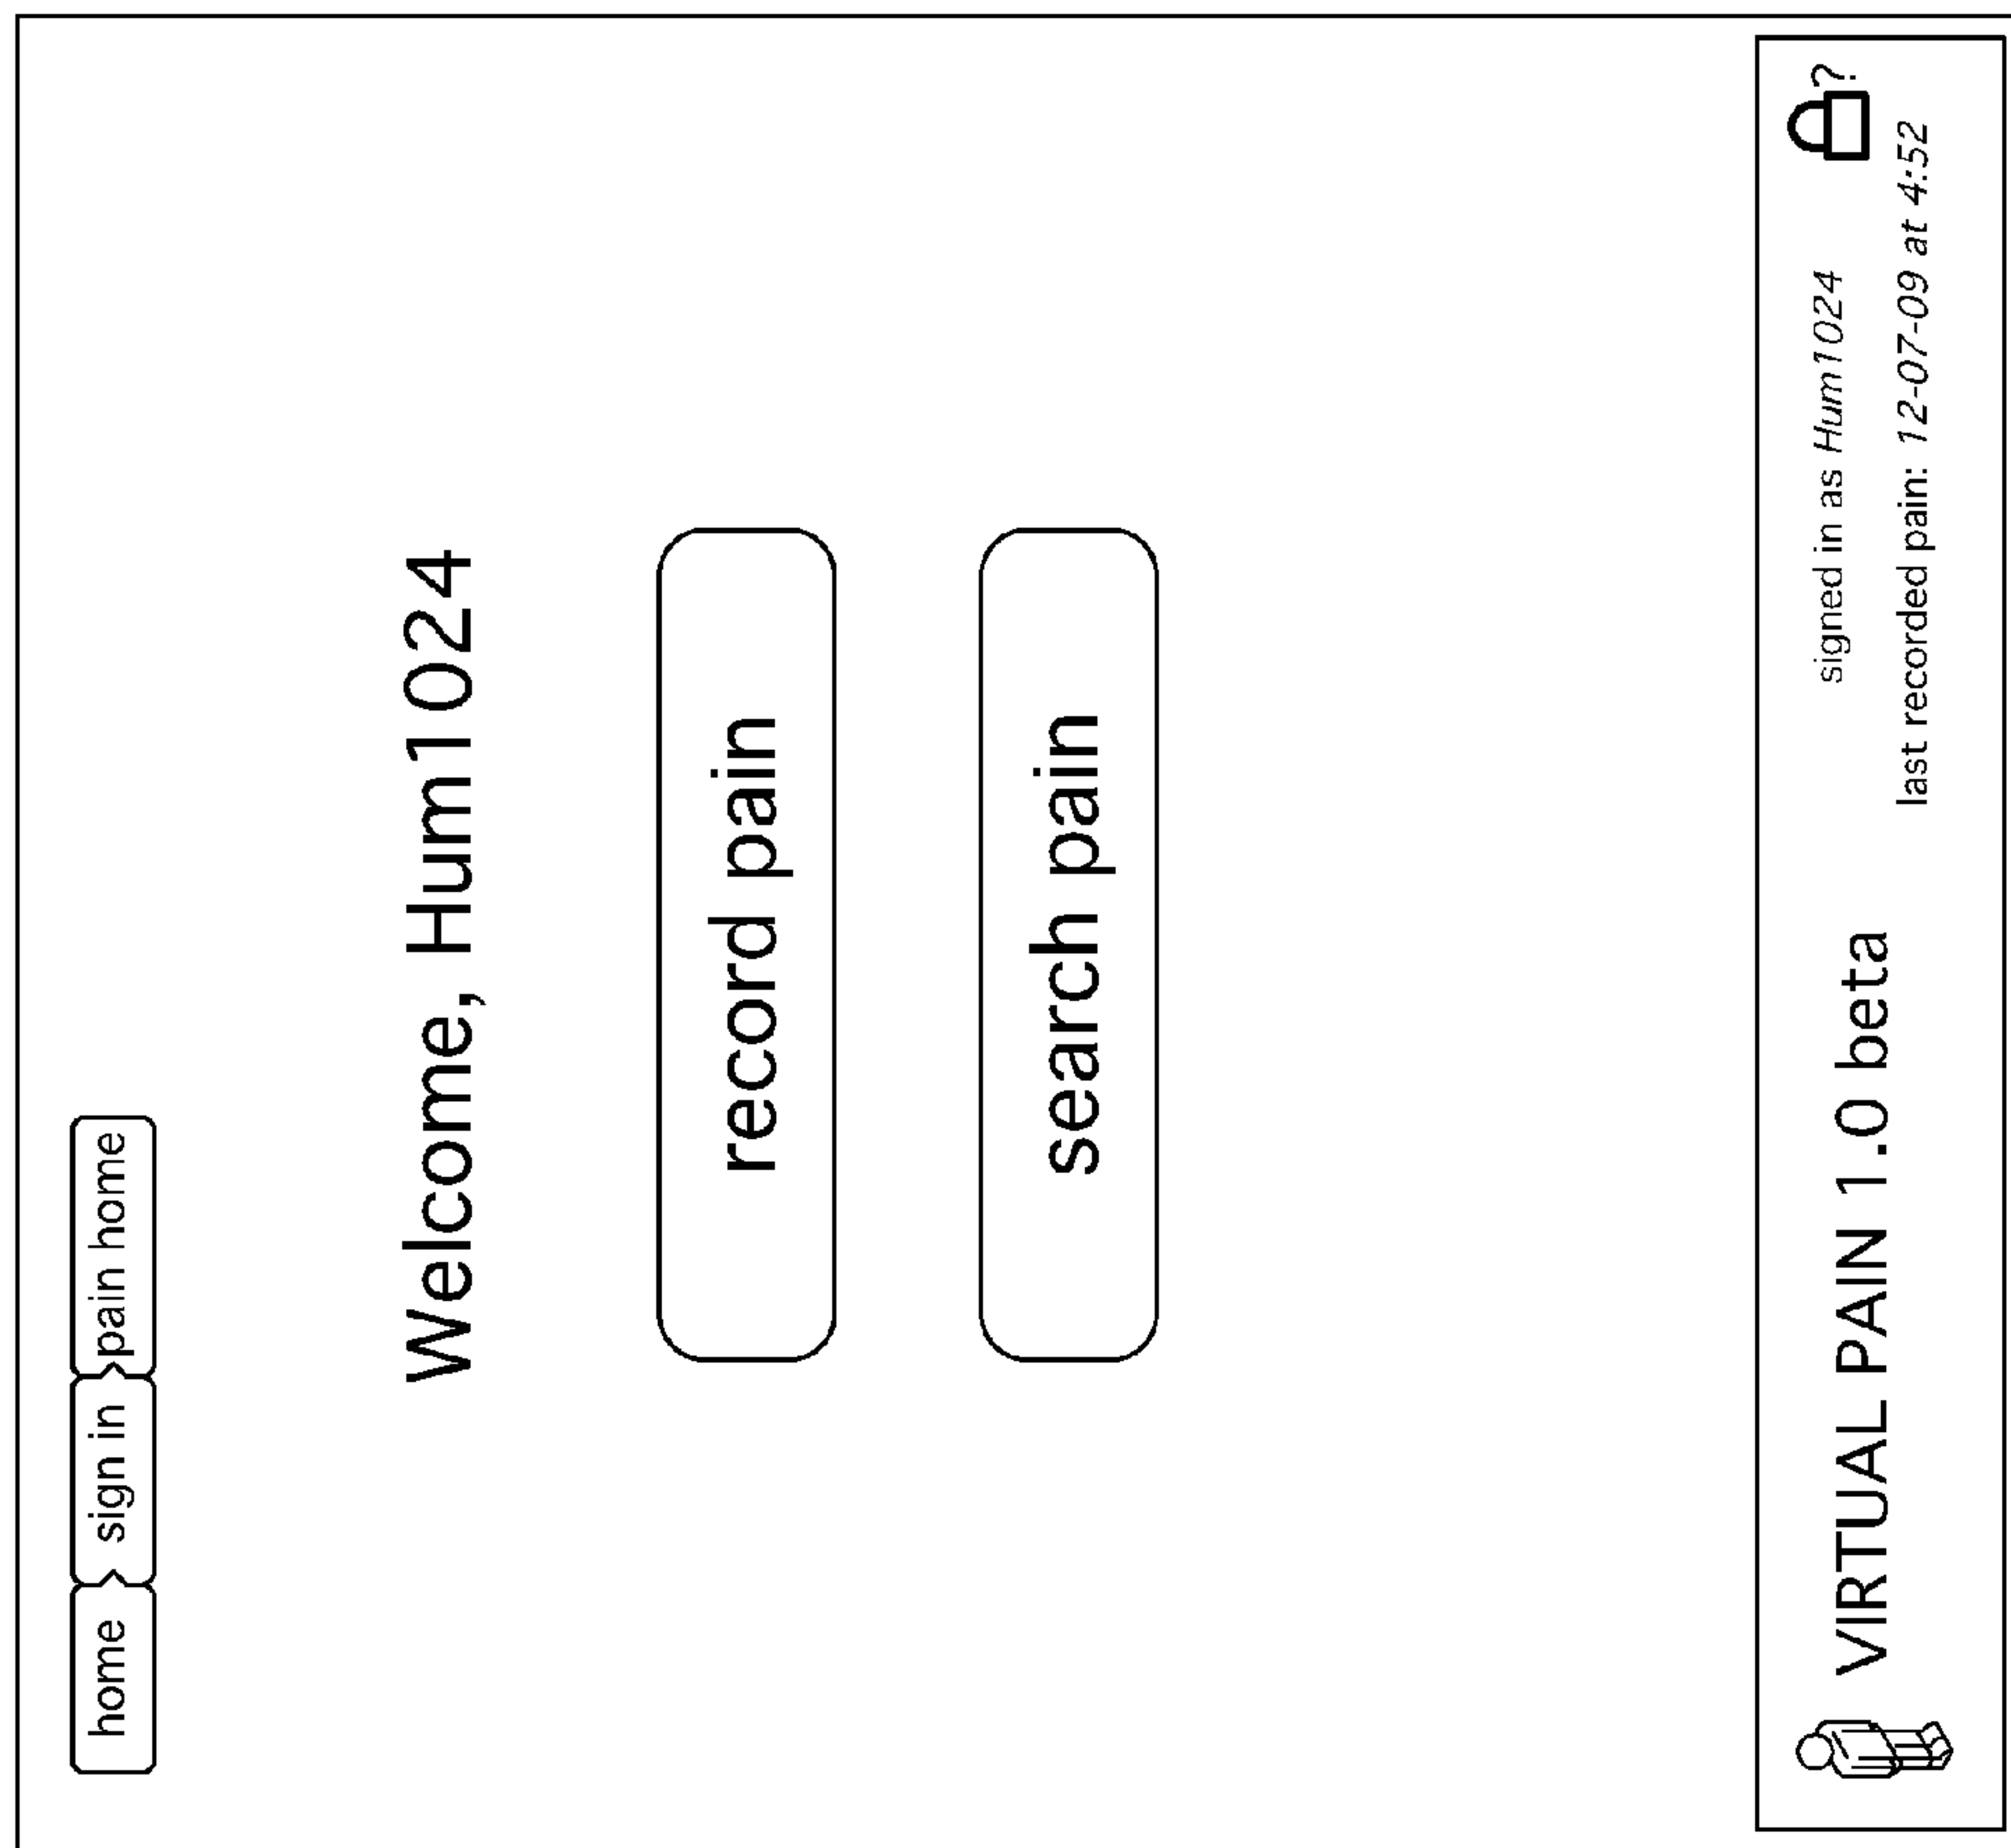 home sign in pain home
Welcome, Hum1024
record pain
search pain
VIRTUAL PAIN 1.0 beta
signed in as Hum1024
?
last recorded pain: 12-07-09 at 4:52